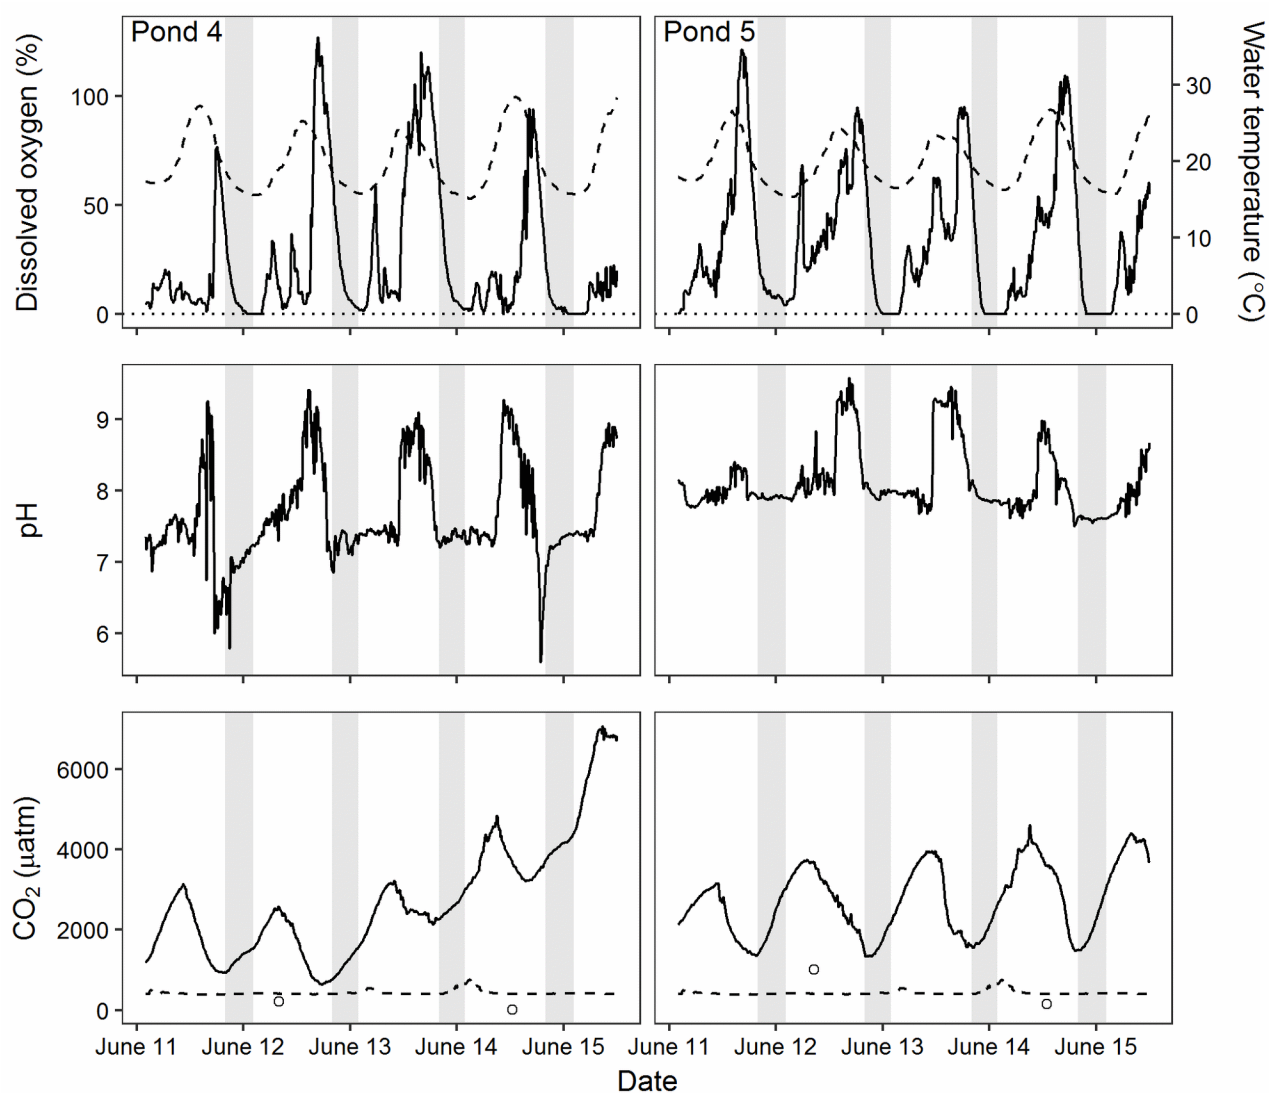 Pond 4
Pond 5
Dissolved oxygen (%)
100
50
0
30
20
10
0
Water temperature (°C)
pH
9
8
7
6
CO₂ (µatm)
6000
4000
2000
0
June 11 June 12 June 13 June 14 June 15
June 11 June 12 June 13 June 14 June 15
Date